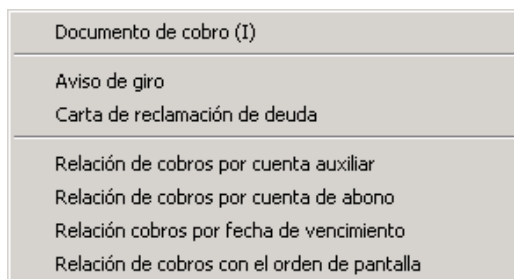 Documento de cobro (I)
Aviso de giro
Carta de reclamación de deuda
Relación de cobros por cuenta auxiliar
Relación de cobros por cuenta de abono
Relación cobros por fecha de vencimiento
Relación de cobros con el orden de pantalla